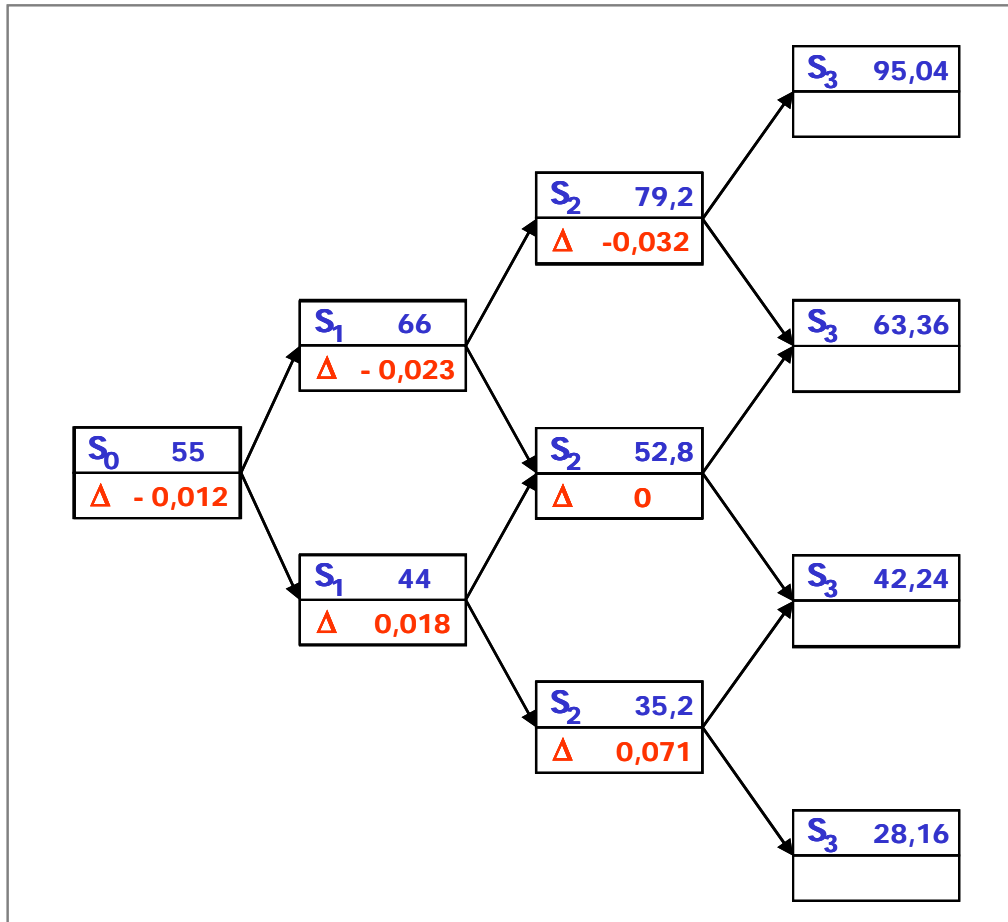 S₃ 95,04
S₂ 79,2
Δ -0,032
S₁ 66
Δ - 0,023
S₃ 63,36
S₀ 55
Δ - 0,012
S₂ 52,8
Δ 0
S₁ 44
Δ 0,018
S₃ 42,24
S₂ 35,2
Δ 0,071
S₃ 28,16